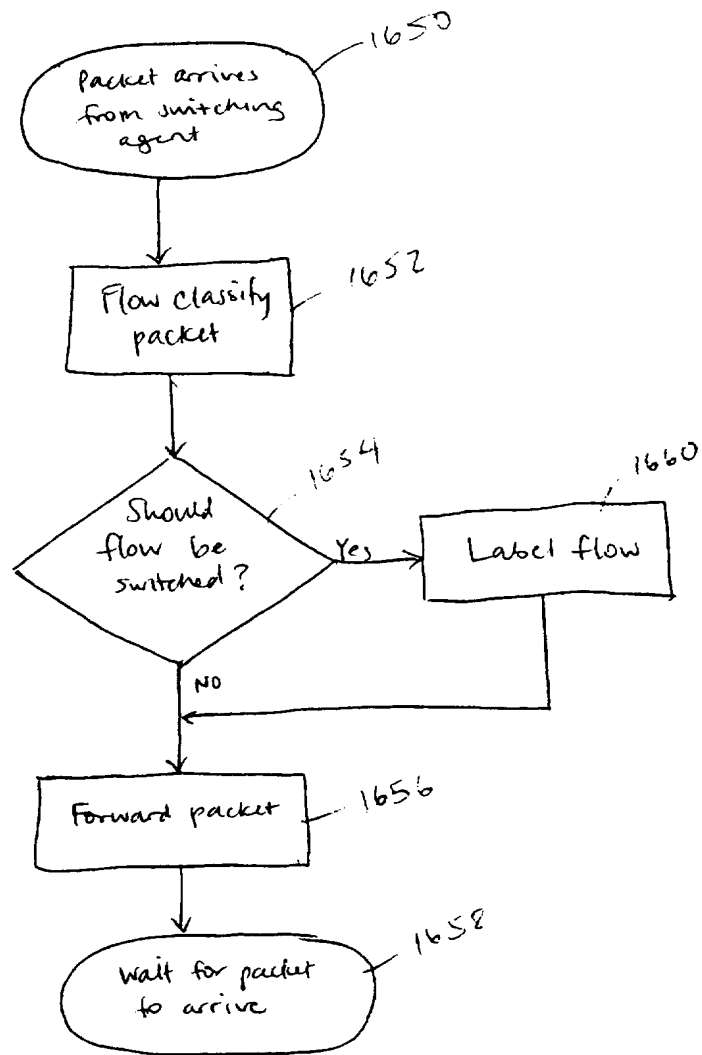 1650
Packet arrives
from switching
agent
1652
Flow classify
packet
1654
Should
flow be
switched?
Yes
1660
Label flow
NO
1656
Forward packet
1658
wait for packet
to arrive